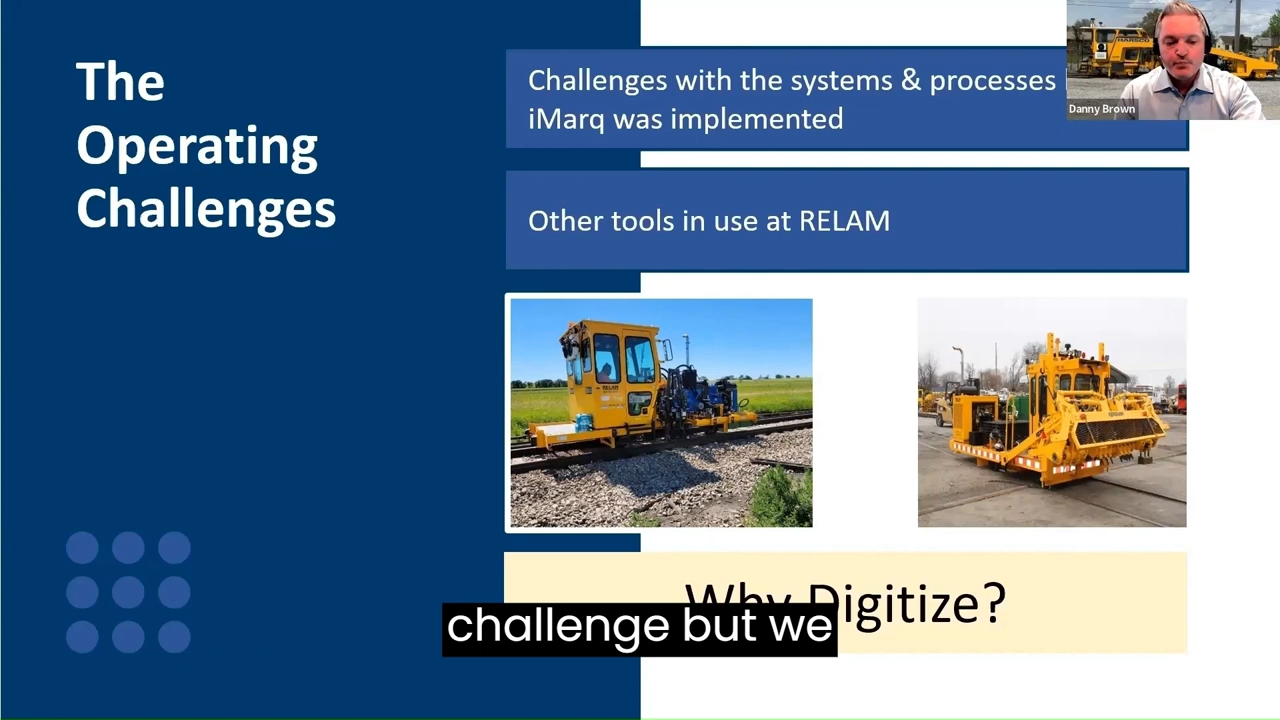 The
Operating
Challenges
Challenges with the systems & processes
iMarq was implemented
Danny Brown
Other tools in use at RELAM
RELAM
Why Digitize?
challenge but we